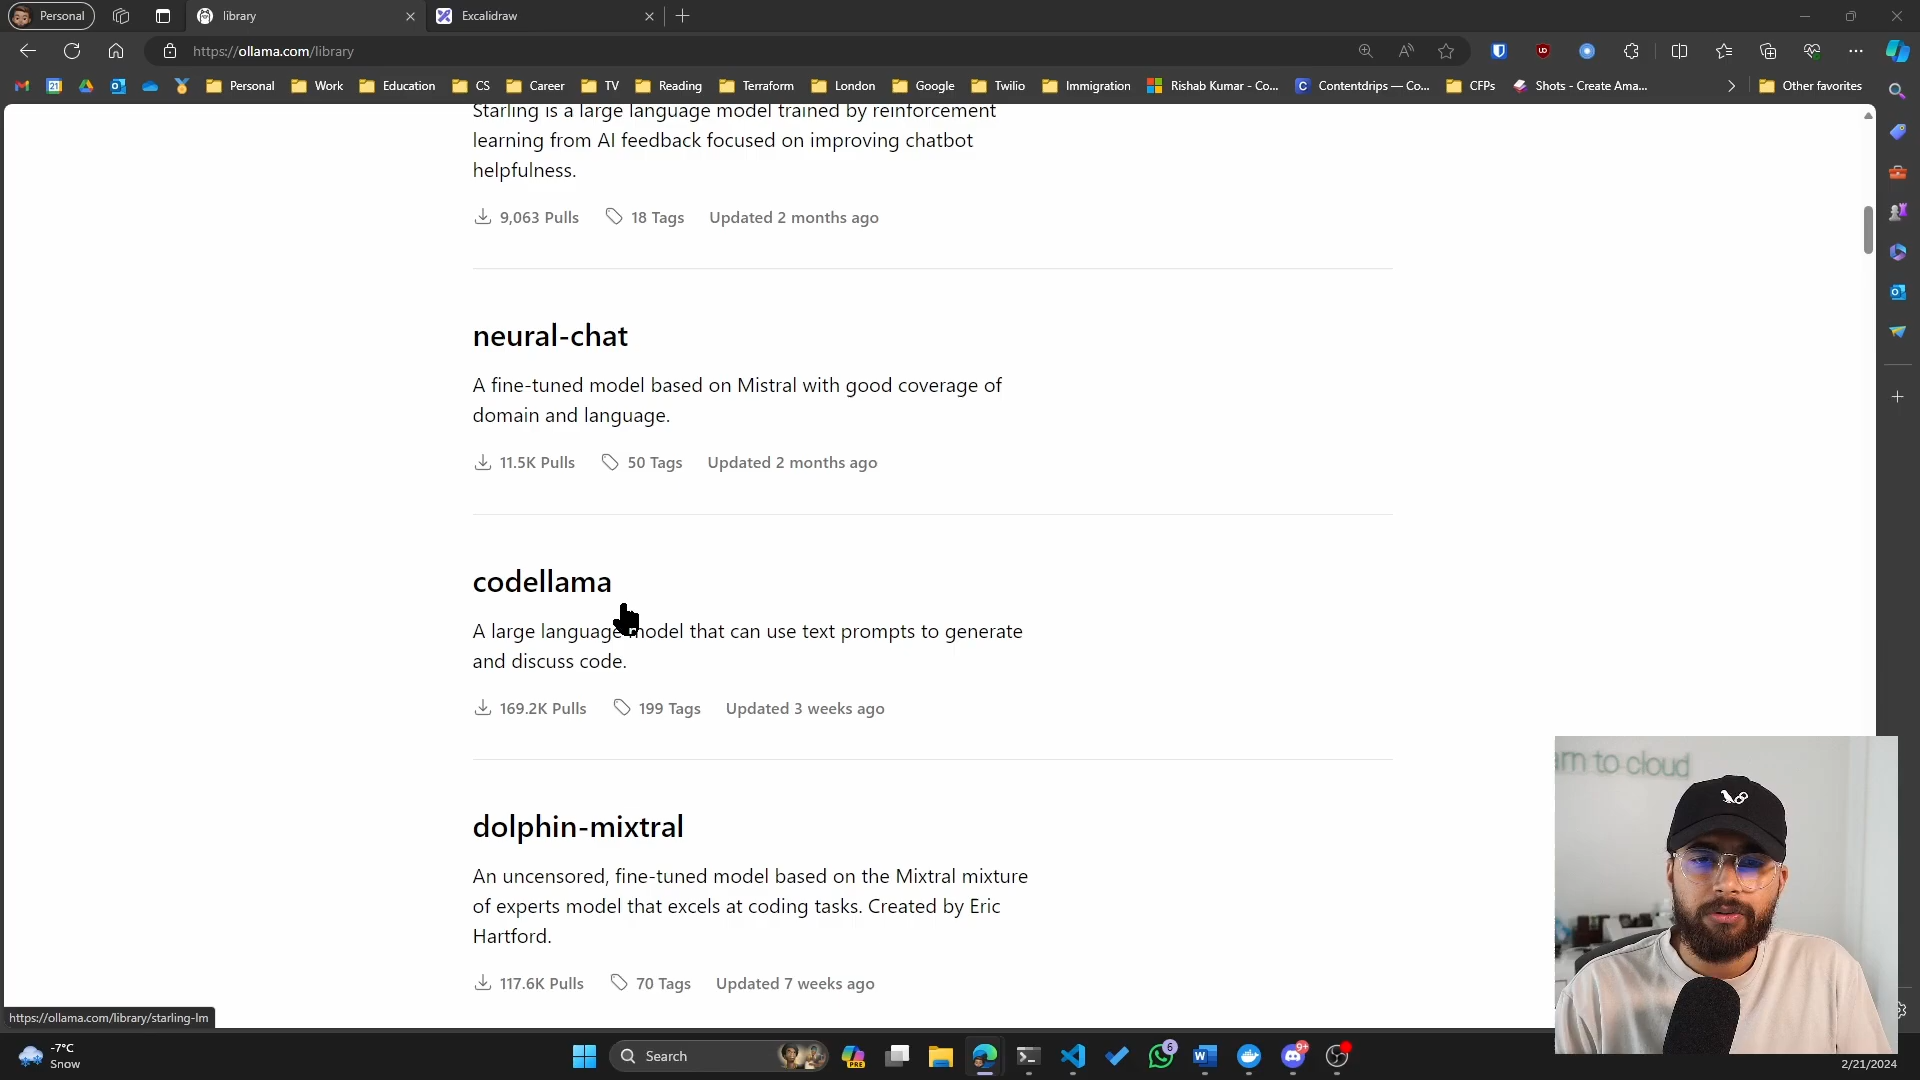 Personal
library
Excalidraw
https://ollama.com/library
21
Personal
Work
Education
CS
Career
TV
Reading
Terraform
London
Google
Twilio
Immigration
Rishab Kumar - Co...
Contentdrips — Co...
CFPs
Shots - Create Ama...
Other favorites
Starling is a large language model trained by reinforcement
learning from AI feedback focused on improving chatbot
helpfulness.
9,063 Pulls 18 Tags Updated 2 months ago
neural-chat
A fine-tuned model based on Mistral with good coverage of
domain and language.
11.5K Pulls 50 Tags Updated 2 months ago
codellama
A large language model that can use text prompts to generate
and discuss code.
169.2K Pulls 199 Tags Updated 3 weeks ago
dolphin-mixtral
An uncensored, fine-tuned model based on the Mixtral mixture
of experts model that excels at coding tasks. Created by Eric
Hartford.
117.6K Pulls 70 Tags Updated 7 weeks ago
rn to cloud
https://ollama.com/library/starling-lm
-7°C
Snow
Search
PRE
6
9+
2/21/2024